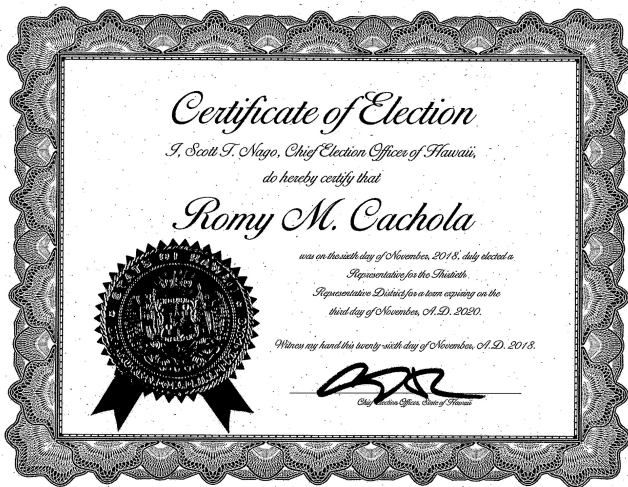 Certificate of Election
I, Scott T. Nago, Chief Election Officer of Hawaii,
do hereby certify that
Romy M. Cachola
was on the sixth day of November, 2018, duly elected a
Representative for the Thirtieth
Representative District for a term expiring on the
third day of November, A.D. 2020.
Witness my hand this twenty-sixth day of November, A.D. 2018.
Chief Election Officer, State of Hawaii
STATE OF HAWAII